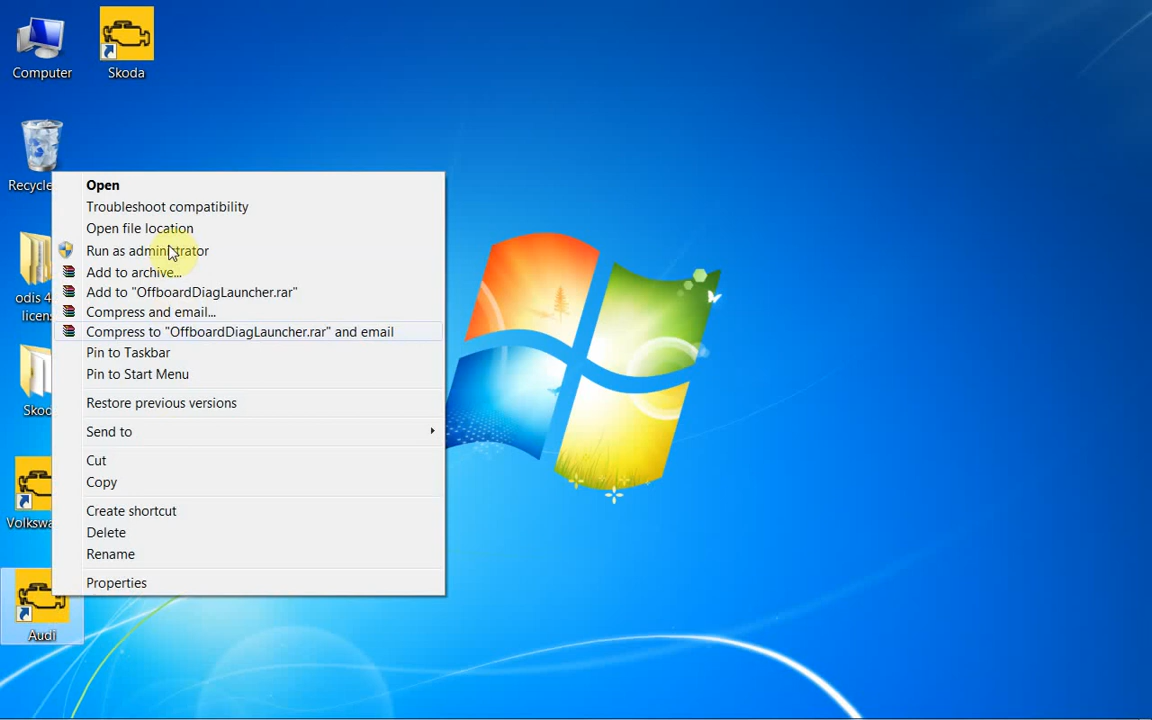 Computer
Skoda
Recycle
odis 4
licens
Skod
Volkswa
Audi
Open
Troubleshoot compatibility
Open file location
Run as administrator
Add to archive...
Add to "OffboardDiagLauncher.rar"
Compress and email...
Compress to "OffboardDiagLauncher.rar" and email
Pin to Taskbar
Pin to Start Menu
Restore previous versions
Send to
Cut
Copy
Create shortcut
Delete
Rename
Properties